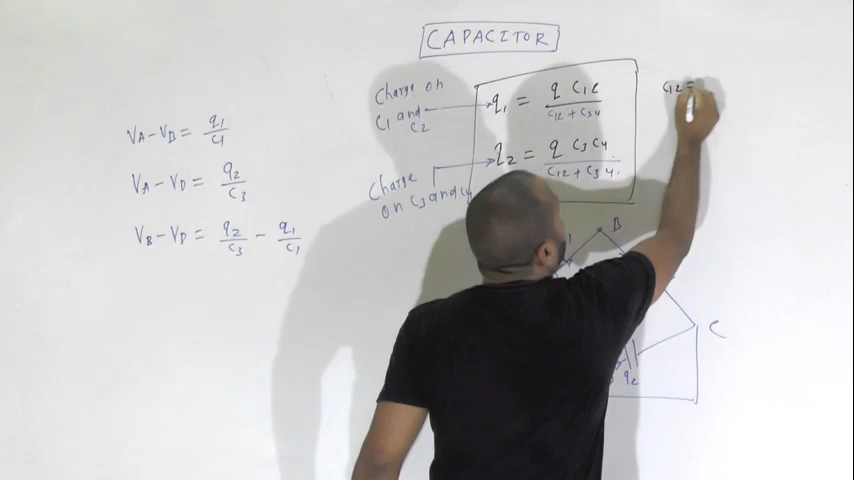 CAPACITOR
VA-VB = q1/C1
VA-VD = q2/C3
VB-VD = q2/C3 - q1/C1
Charge on
C1 and
C2
q1 = q C12 / C12 + C34
Charge
on C3 and C4
q2 = q C3 C4 / C12 + C34.
C12 =
B
C
q2